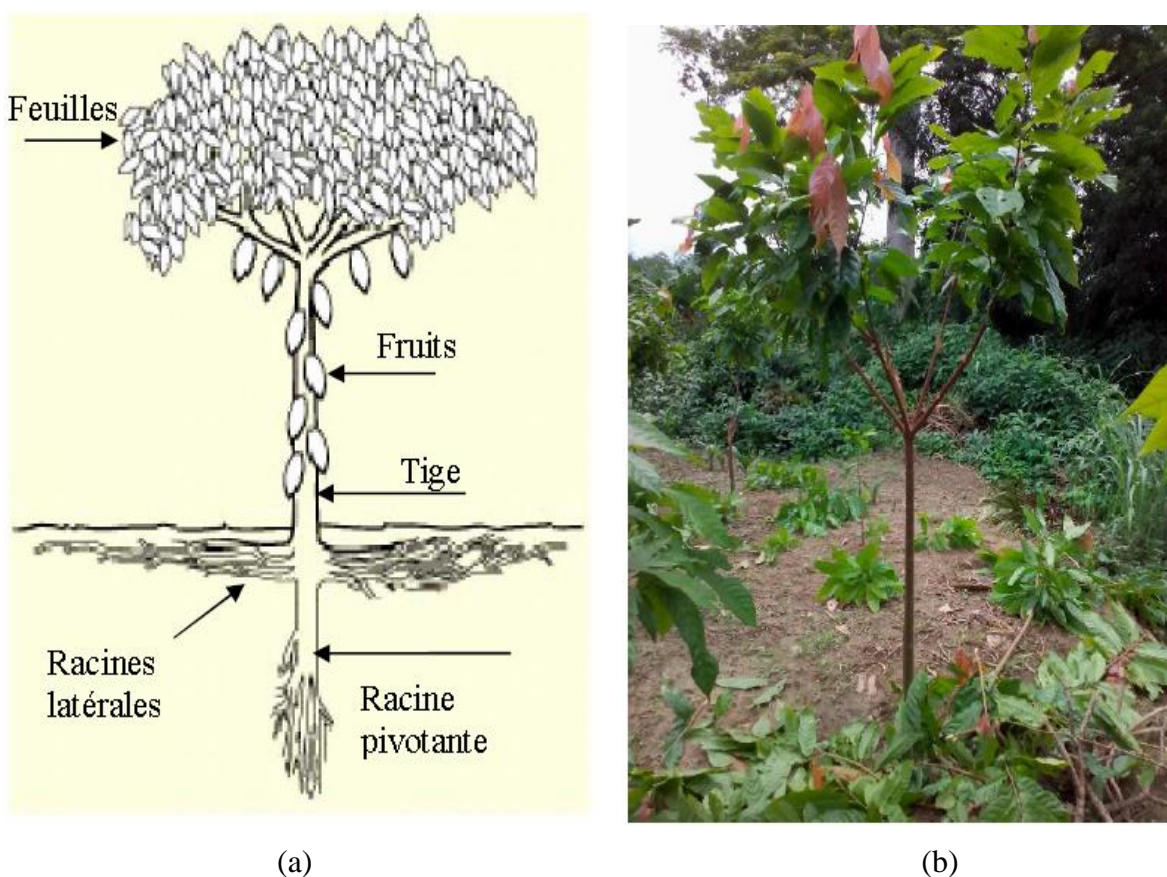 Feuilles
Fruits
Tige
Racines
latérales
Racine
pivotante
(a)
(b)